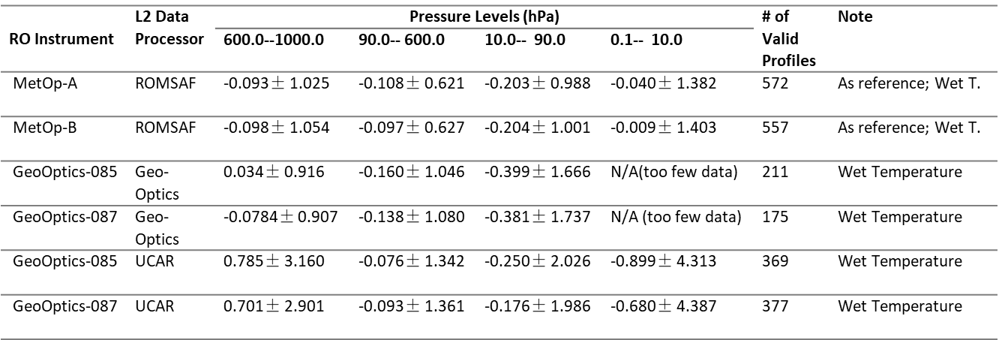 RO Instrument L2 Data Processor Pressure Levels (hPa) # of Valid Profiles Note
600.0--1000.0 90.0-- 600.0 10.0-- 90.0 0.1-- 10.0
MetOp-A ROMSAF -0.093± 1.025 -0.108± 0.621 -0.203± 0.988 -0.040± 1.382 572 As reference; Wet T.
MetOp-B ROMSAF -0.098± 1.054 -0.097± 0.627 -0.204± 1.001 -0.009± 1.403 557 As reference; Wet T.
GeoOptics-085 Geo- 0.034± 0.916 -0.160± 1.046 -0.399± 1.666 N/A(too few data) 211 Wet Temperature
Optics
GeoOptics-087 Geo- -0.0784± 0.907 -0.138± 1.080 -0.381± 1.737 N/A (too few data) 175 Wet Temperature
Optics
GeoOptics-085 UCAR 0.785± 3.160 -0.076± 1.342 -0.250± 2.026 -0.899± 4.313 369 Wet Temperature
GeoOptics-087 UCAR 0.701± 2.901 -0.093± 1.361 -0.176± 1.986 -0.680± 4.387 377 Wet Temperature